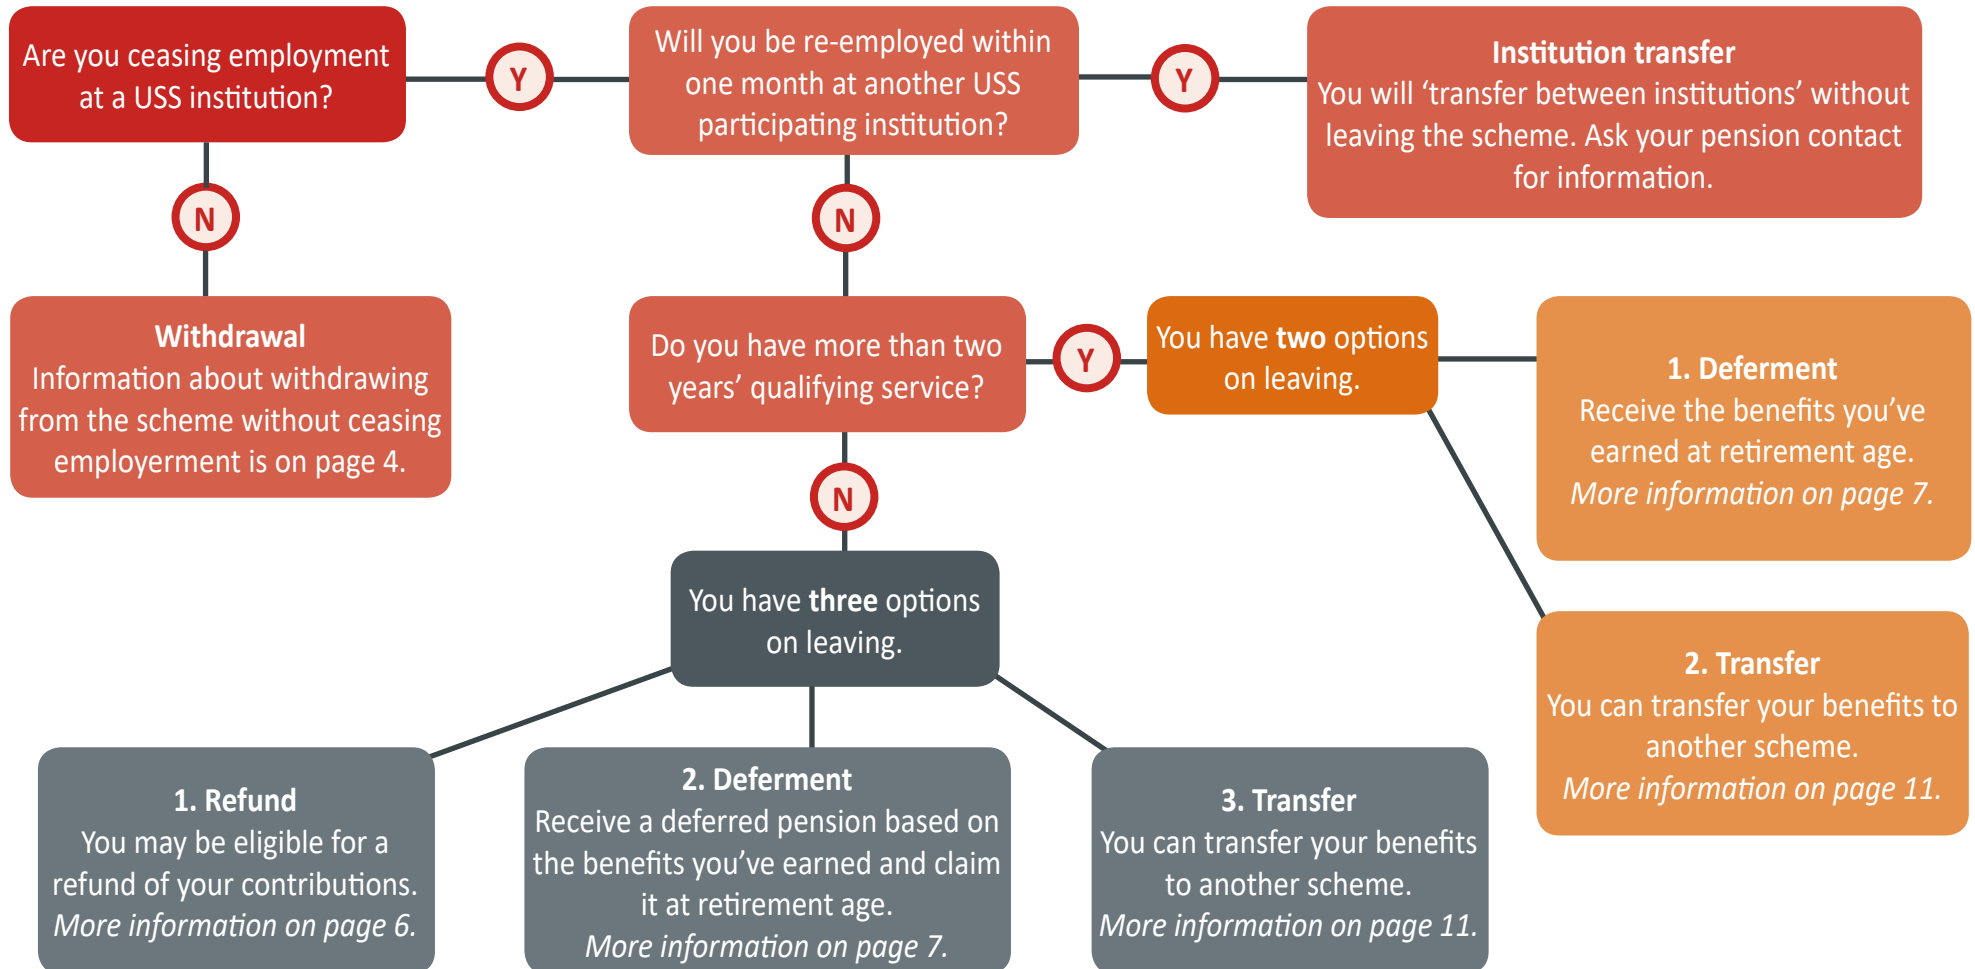 Are you ceasing employment
at a USS institution?
Y
Will you be re-employed within
one month at another USS
participating institution?
Y
Institution transfer
You will ‘transfer between institutions’ without
leaving the scheme. Ask your pension contact
for information.
N
N
Withdrawal
Information about withdrawing
from the scheme without ceasing
employerment is on page 4.
Do you have more than two
years’ qualifying service?
Y
You have two options
on leaving.
1. Deferment
Receive the benefits you’ve
earned at retirement age.
More information on page 7.
N
You have three options
on leaving.
2. Transfer
You can transfer your benefits to
another scheme.
More information on page 11.
1. Refund
You may be eligible for a
refund of your contributions.
More information on page 6.
2. Deferment
Receive a deferred pension based on
the benefits you’ve earned and claim
it at retirement age.
More information on page 7.
3. Transfer
You can transfer your benefits
to another scheme.
More information on page 11.